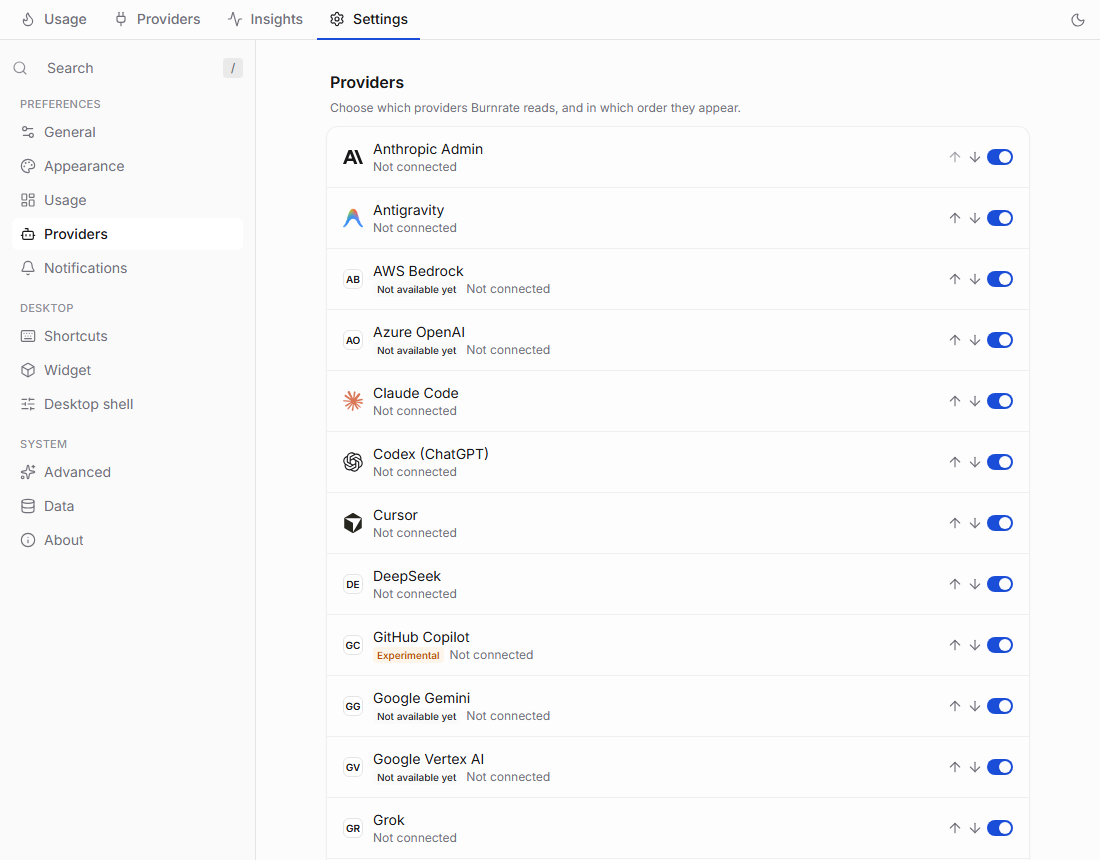 Usage Providers Insights Settings
Search /
PREFERENCES
General
Appearance
Usage
Providers
Notifications
DESKTOP
Shortcuts
Widget
Desktop shell
SYSTEM
Advanced
Data
About
Providers
Choose which providers Burnrate reads, and in which order they appear.
Anthropic Admin
Not connected
Antigravity
Not connected
AB
AWS Bedrock
Not available yet Not connected
AO
Azure OpenAI
Not available yet Not connected
Claude Code
Not connected
Codex (ChatGPT)
Not connected
Cursor
Not connected
DE
DeepSeek
Not connected
GC
GitHub Copilot
Experimental Not connected
GG
Google Gemini
Not available yet Not connected
GV
Google Vertex AI
Not available yet Not connected
GR
Grok
Not connected